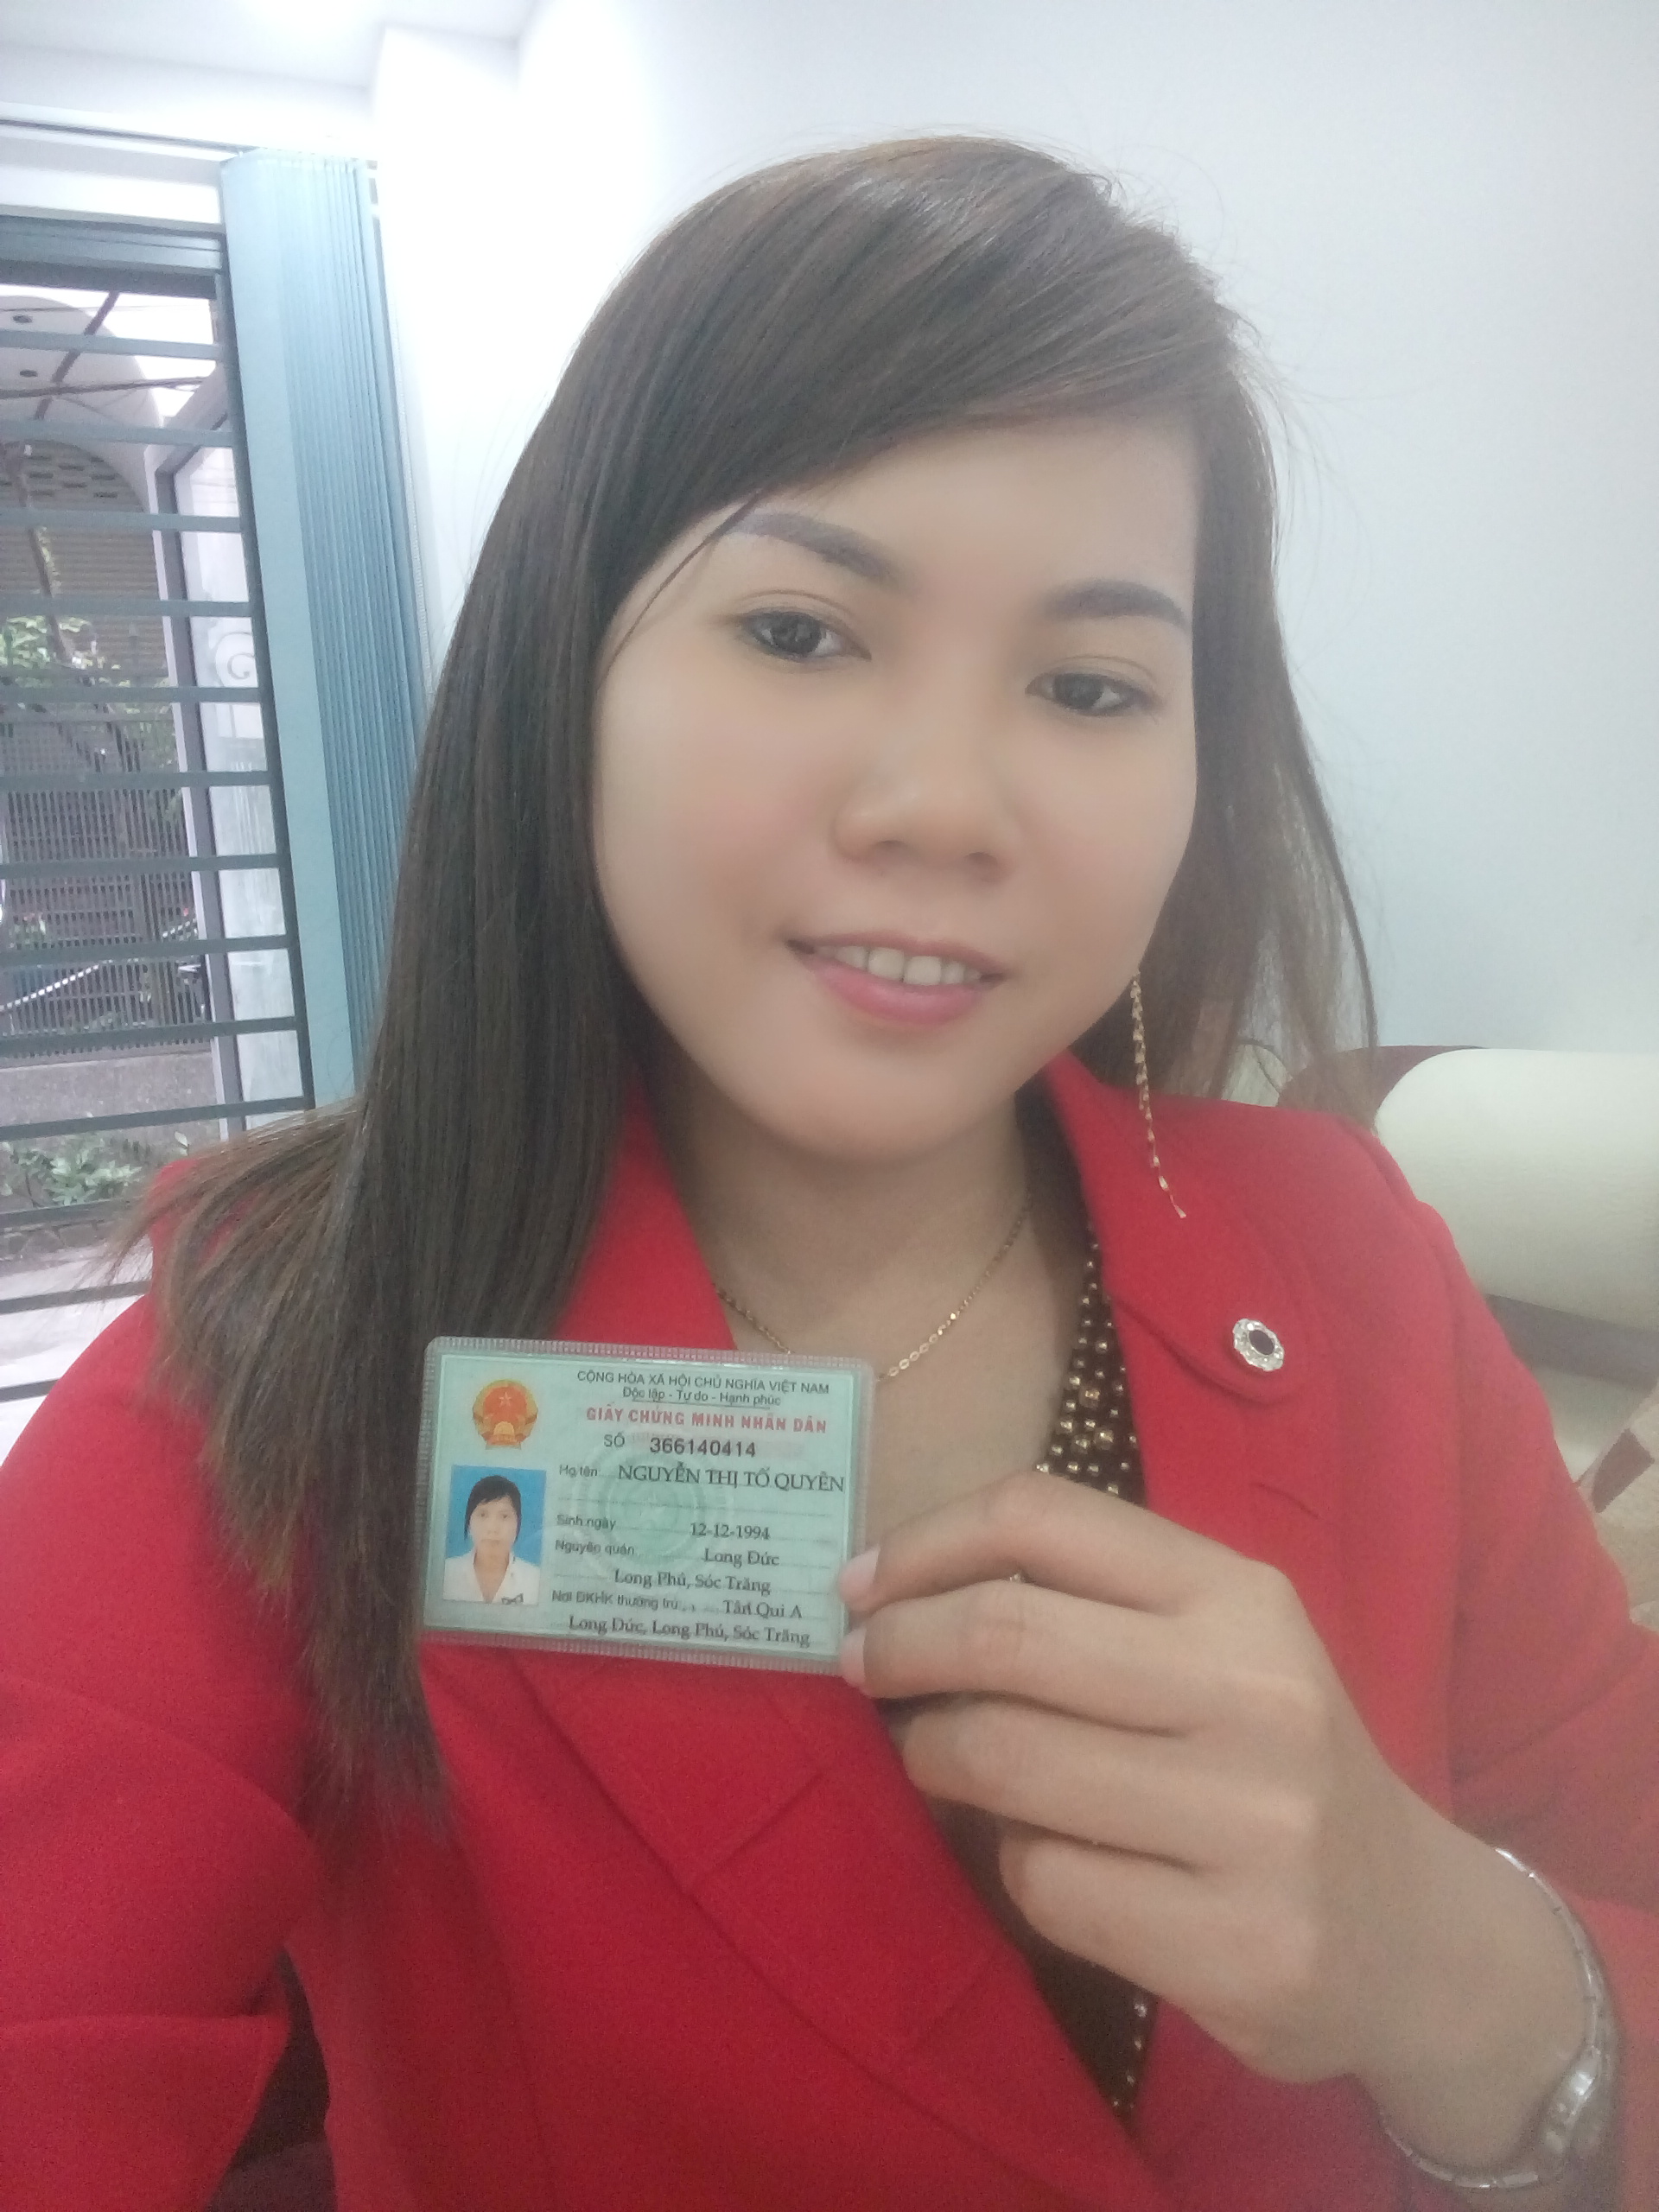 CỘNG HÒA XÃ HỘI CHỦ NGHĨA VIỆT NAM
Độc lập - Tự do - Hạnh phúc
GIẤY CHỨNG MINH NHÂN DÂN
SỐ 366140414
Họ tên NGUYỄN THỊ TỐ QUYÊN
Sinh ngày 12-12-1994
Nguyên quán Long Đức
Long Phú, Sóc Trăng
Nơi ĐKHK thường trú Tân Qui A
Long Đức, Long Phú, Sóc Trăng